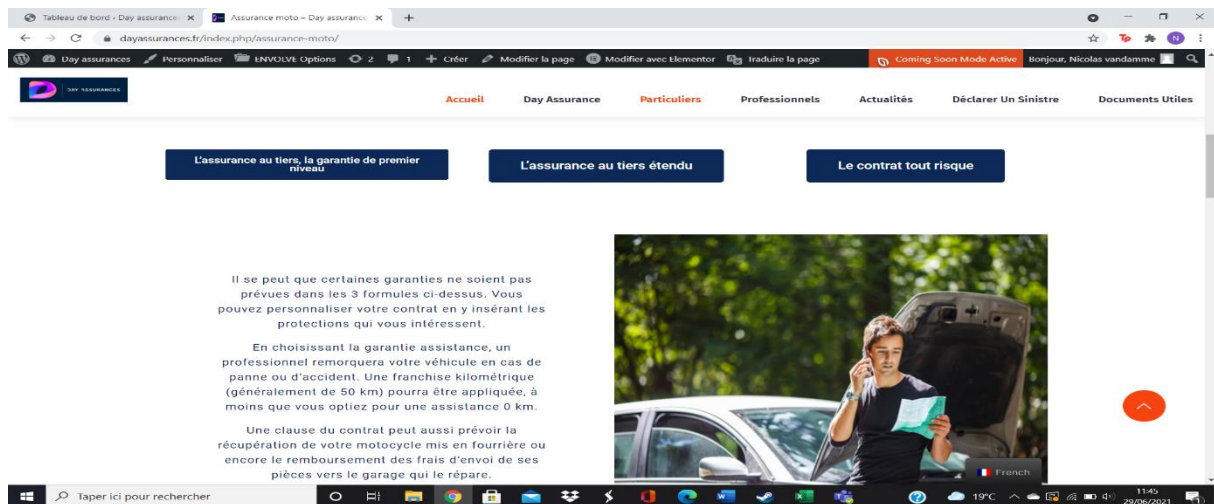 Tableau de bord ‹ Day assurances
Assurance moto – Day assurance
dayassurances.fr/index.php/assurance-moto/
Day assurances Personnaliser ENVOLVE Options 2 1 Créer Modifier la page Modifier avec Elementor Traduire la page Coming Soon Mode Active Bonjour, Nicolas vandamme
DAY ASSURANCES
Accueil Day Assurance Particuliers Professionnels Actualités Déclarer Un Sinistre Documents Utiles
L'assurance au tiers, la garantie de premier
niveau
L'assurance au tiers étendu
Le contrat tout risque
Il se peut que certaines garanties ne soient pas
prévues dans les 3 formules ci-dessus. Vous
pouvez personnaliser votre contrat en y insérant les
protections qui vous intéressent.
En choisissant la garantie assistance, un
professionnel remorquera votre véhicule en cas de
panne ou d'accident. Une franchise kilométrique
(généralement de 50 km) pourra être appliquée, à
moins que vous optiez pour une assistance 0 km.
Une clause du contrat peut aussi prévoir la
récupération de votre motocycle mis en fourrière ou
encore le remboursement des frais d'envoi de ses
pièces vers le garage qui le répare.
French
Taper ici pour rechercher
19°C
11:45
29/06/2021